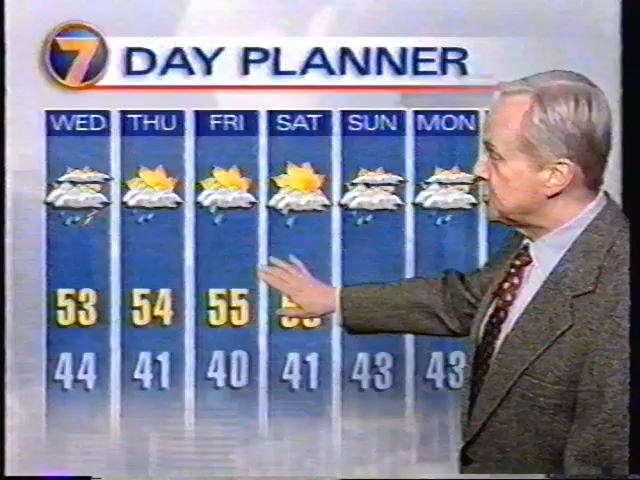 7 DAY PLANNER
WED THU FRI SAT SUN MON
53 54 55
44 41 40 41 43 43